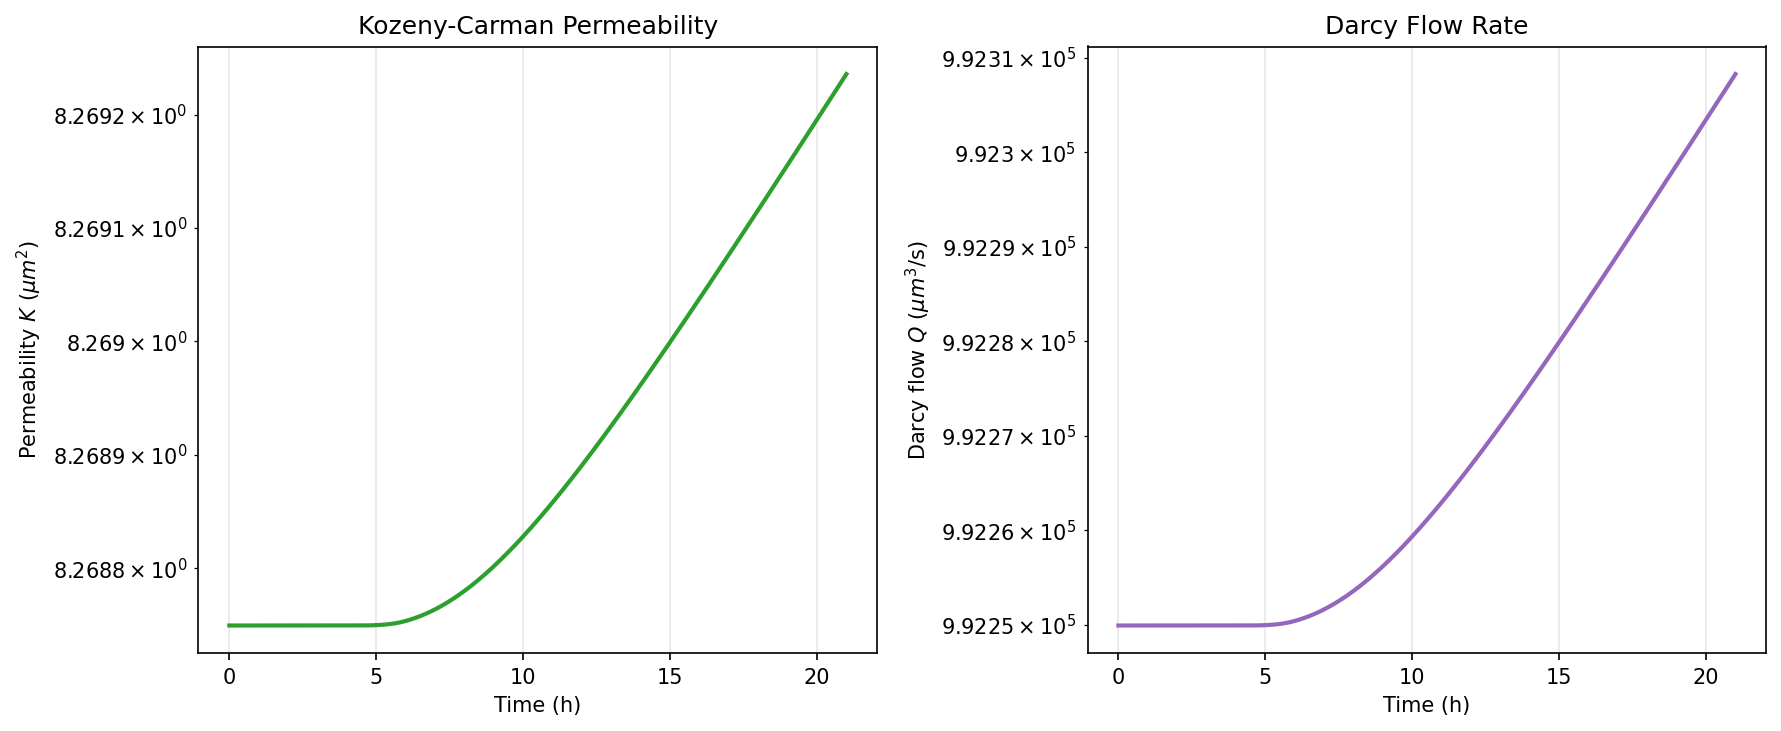 Kozeny-Carman Permeability
Permeability K (μm²)
8.2692 × 10⁰
8.2691 × 10⁰
8.269 × 10⁰
8.2689 × 10⁰
8.2688 × 10⁰
0 5 10 15 20
Time (h)
Darcy Flow Rate
Darcy flow Q (μm³/s)
9.9231 × 10⁵
9.923 × 10⁵
9.9229 × 10⁵
9.9228 × 10⁵
9.9227 × 10⁵
9.9226 × 10⁵
9.9225 × 10⁵
0 5 10 15 20
Time (h)